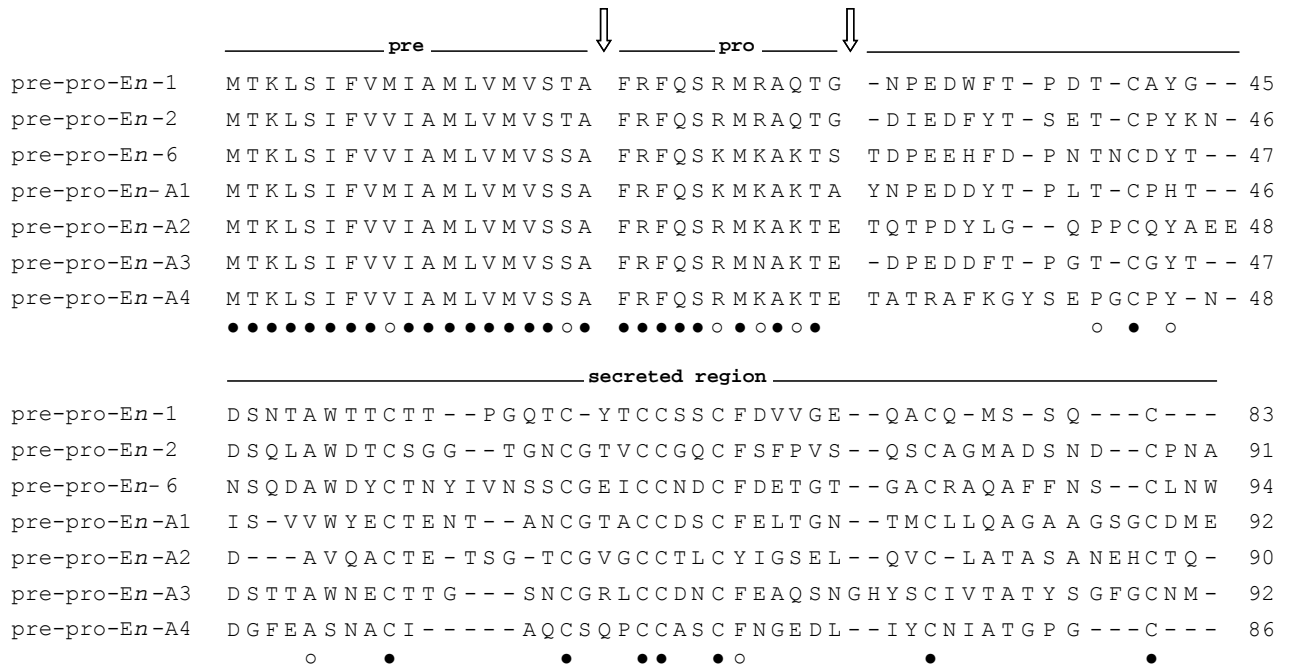 pre pro
pre-pro-En-1 MTKLSIFVMIAMLVMVSTA FRFQSRMRAQTG -NPEDWFT-PDT-CAYG-- 45
pre-pro-En-2 MTKLSIFVVIAMLVMVSTA FRFQSRMRAQTG -DIEDFYT-SET-CPYKN- 46
pre-pro-En-6 MTKLSIFVVIAMLVMVSSA FRFQSKMKAKTS TDPEEHFD-PNTNCDYT-- 47
pre-pro-En-A1 MTKLSIFVMIAMLVMVSSA FRFQSKMKAKTA YNPEDDYT-PLT-CPHT-- 46
pre-pro-En-A2 MTKLSIFVVIAMLVMVSSA FRFQSRMKAKTE TQTPDYLG--QPPCQYAEE 48
pre-pro-En-A3 MTKLSIFVVIAMLVMVSSA FRFQSRMNAKTE -DPEDDFT-PGT-CGYT-- 47
pre-pro-En-A4 MTKLSIFVVIAMLVMVSSA FRFQSRMKAKTE TATRAFKGYSEPGCPY-N- 48
●●●●●●●●○●●●●●●●●○● ●●●●●○●○●○● ○ ● ○
secreted region
pre-pro-En-1 DSNTAWTTCTT--PGQTC-YTCCSSCFDVVGE--QACQ-MS-SQ---C--- 83
pre-pro-En-2 DSQLAWDTCSGG--TGNCGTVCCGQCFSFPVS--QSCAGMADSND--CPNA 91
pre-pro-En-6 NSQDAWDYCTNYIVNSSCGEICCNDCFDETGT--GACRAQAFFNS--CLNW 94
pre-pro-En-A1 IS-VVWYECTENT--ANCGTACCDSCFELTGN--TMCLLQAGAAGSGCDME 92
pre-pro-En-A2 D---AVQACTE-TSG-TCGVGCCTLCYIGSEL--QVC-LATASANEHCTQ- 90
pre-pro-En-A3 DSTTAWNECTTG---SNCGRLCCDNCFEAQSNGHYSCIVTATYSGFGCNM- 92
pre-pro-En-A4 DGFEASNACI-----AQCSQPCCASCFNGEDL--IYCNIATGPG---C--- 86
○ ● ● ●● ●○ ● ●